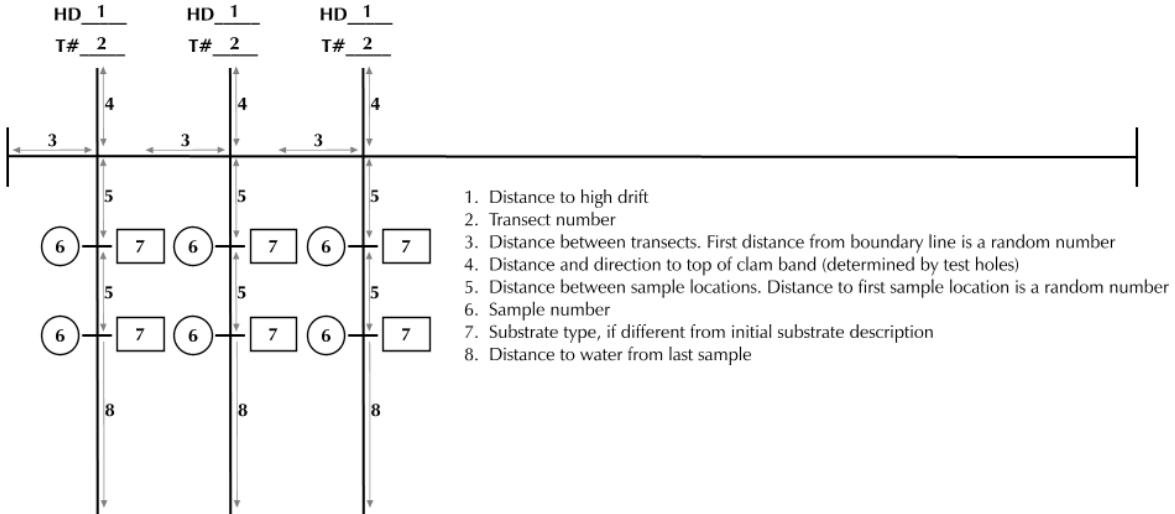 HD 1 HD 1 HD 1
T# 2 T# 2 T# 2
4 4 4
3 3 3
5 5 5
6 7 6 7 6 7
5 5 5
6 7 6 7 6 7
8 8 8
1. Distance to high drift
2. Transect number
3. Distance between transects. First distance from boundary line is a random number
4. Distance and direction to top of clam band (determined by test holes)
5. Distance between sample locations. Distance to first sample location is a random number
6. Sample number
7. Substrate type, if different from initial substrate description
8. Distance to water from last sample